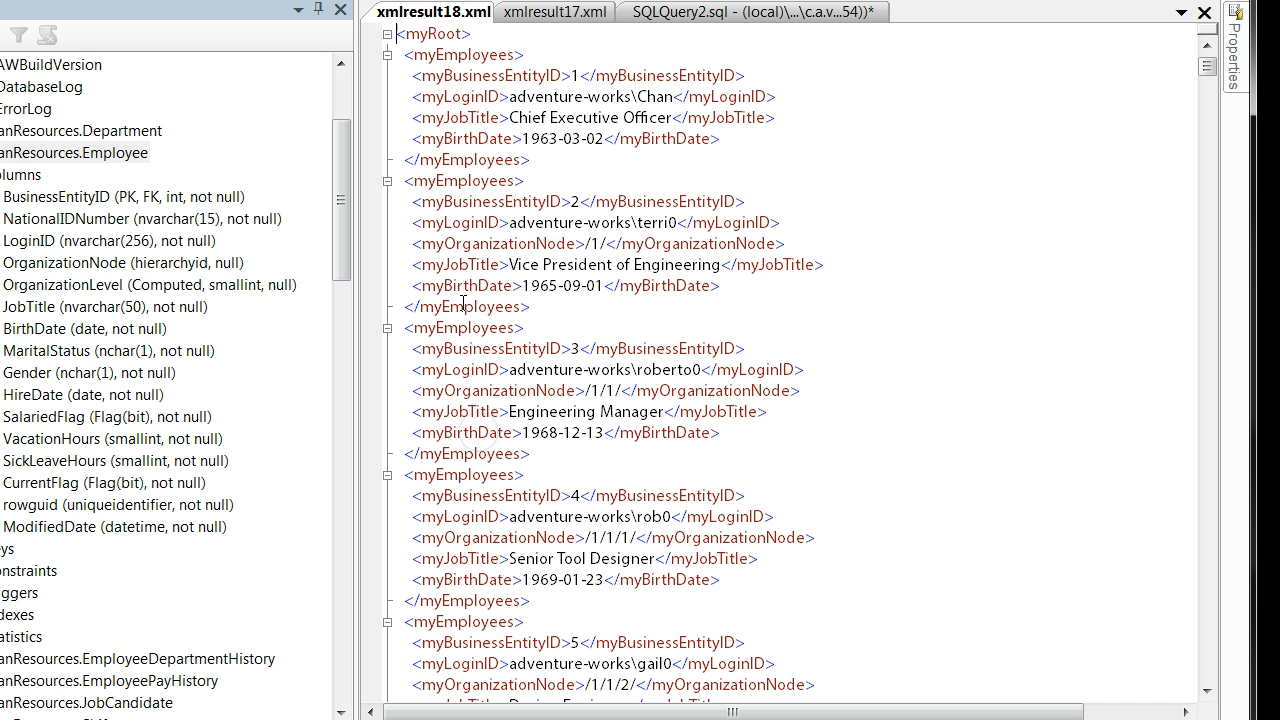 xmlresult18.xml xmlresult17.xml SQLQuery2.sql - (local)\...\c.a.v...54))*
Properties
AWBuildVersion
DatabaseLog
ErrorLog
anResources.Department
anResources.Employee
olumns
BusinessEntityID (PK, FK, int, not null)
NationalIDNumber (nvarchar(15), not null)
LoginID (nvarchar(256), not null)
OrganizationNode (hierarchyid, null)
OrganizationLevel (Computed, smallint, null)
JobTitle (nvarchar(50), not null)
BirthDate (date, not null)
MaritalStatus (nchar(1), not null)
Gender (nchar(1), not null)
HireDate (date, not null)
SalariedFlag (Flag(bit), not null)
VacationHours (smallint, not null)
SickLeaveHours (smallint, not null)
CurrentFlag (Flag(bit), not null)
rowguid (uniqueidentifier, not null)
ModifiedDate (datetime, not null)
ys
onstraints
iggers
dexes
atistics
anResources.EmployeeDepartmentHistory
anResources.EmployeePayHistory
anResources.JobCandidate
<myRoot>
<myEmployees>
<myBusinessEntityID>1</myBusinessEntityID>
<myLoginID>adventure-works\Chan</myLoginID>
<myJobTitle>Chief Executive Officer</myJobTitle>
<myBirthDate>1963-03-02</myBirthDate>
</myEmployees>
<myEmployees>
<myBusinessEntityID>2</myBusinessEntityID>
<myLoginID>adventure-works\terri0</myLoginID>
<myOrganizationNode>/1/</myOrganizationNode>
<myJobTitle>Vice President of Engineering</myJobTitle>
<myBirthDate>1965-09-01</myBirthDate>
</myEmployees>
<myEmployees>
<myBusinessEntityID>3</myBusinessEntityID>
<myLoginID>adventure-works\roberto0</myLoginID>
<myOrganizationNode>/1/1/</myOrganizationNode>
<myJobTitle>Engineering Manager</myJobTitle>
<myBirthDate>1968-12-13</myBirthDate>
</myEmployees>
<myEmployees>
<myBusinessEntityID>4</myBusinessEntityID>
<myLoginID>adventure-works\rob0</myLoginID>
<myOrganizationNode>/1/1/1/</myOrganizationNode>
<myJobTitle>Senior Tool Designer</myJobTitle>
<myBirthDate>1969-01-23</myBirthDate>
</myEmployees>
<myEmployees>
<myBusinessEntityID>5</myBusinessEntityID>
<myLoginID>adventure-works\gail0</myLoginID>
<myOrganizationNode>/1/1/2/</myOrganizationNode>